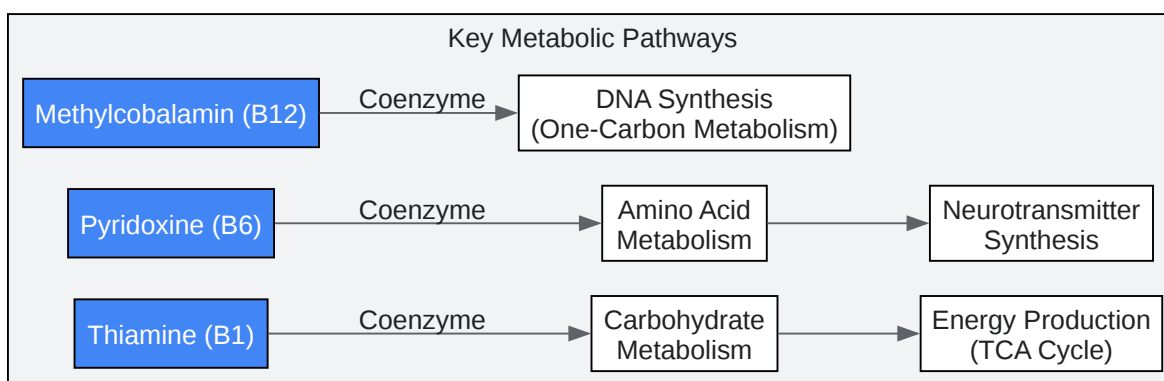 Key Metabolic Pathways
Methylcobalamin (B12)
Coenzyme
DNA Synthesis
(One-Carbon Metabolism)
Pyridoxine (B6)
Coenzyme
Amino Acid
Metabolism
Neurotransmitter
Synthesis
Thiamine (B1)
Coenzyme
Carbohydrate
Metabolism
Energy Production
(TCA Cycle)